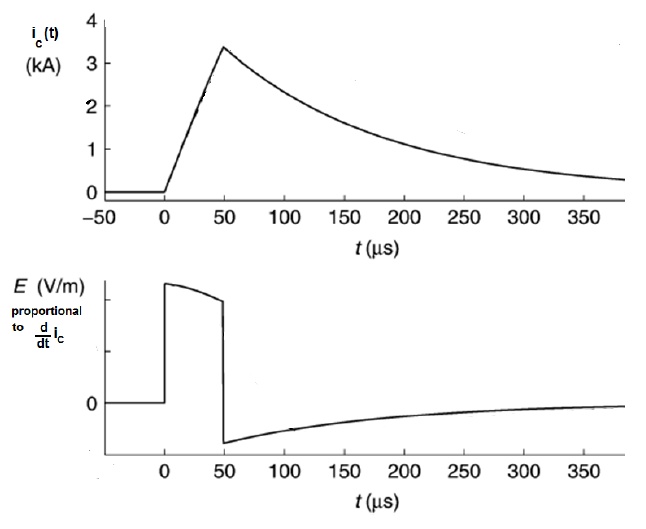 4
i_c(t)
(kA)
3
2
1
0
−50 0 50 100 150 200 250 300 350
t (μs)
E (V/m)
proportional
to d/dt i_c
0
0 50 100 150 200 250 300 350
t (μs)